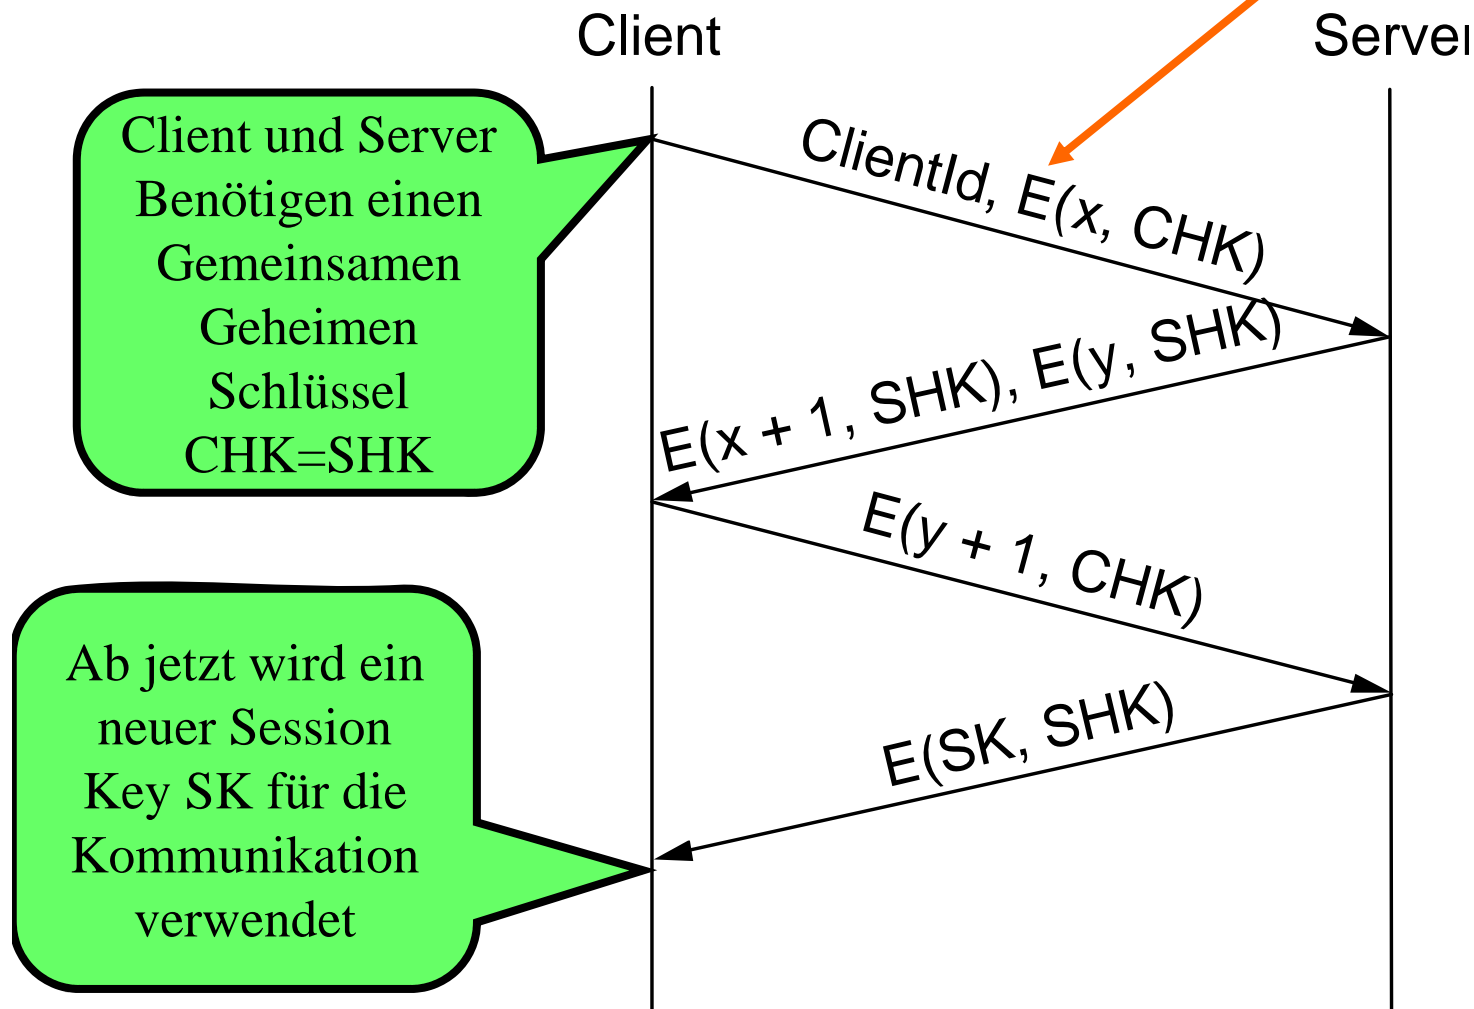 Client
Server
Client und Server
Benötigen einen
Gemeinsamen
Geheimen
Schlüssel
CHK=SHK
ClientId, E(x, CHK)
E(x + 1, SHK), E(y, SHK)
E(y + 1, CHK)
E(SK, SHK)
Ab jetzt wird ein
neuer Session
Key SK für die
Kommunikation
verwendet